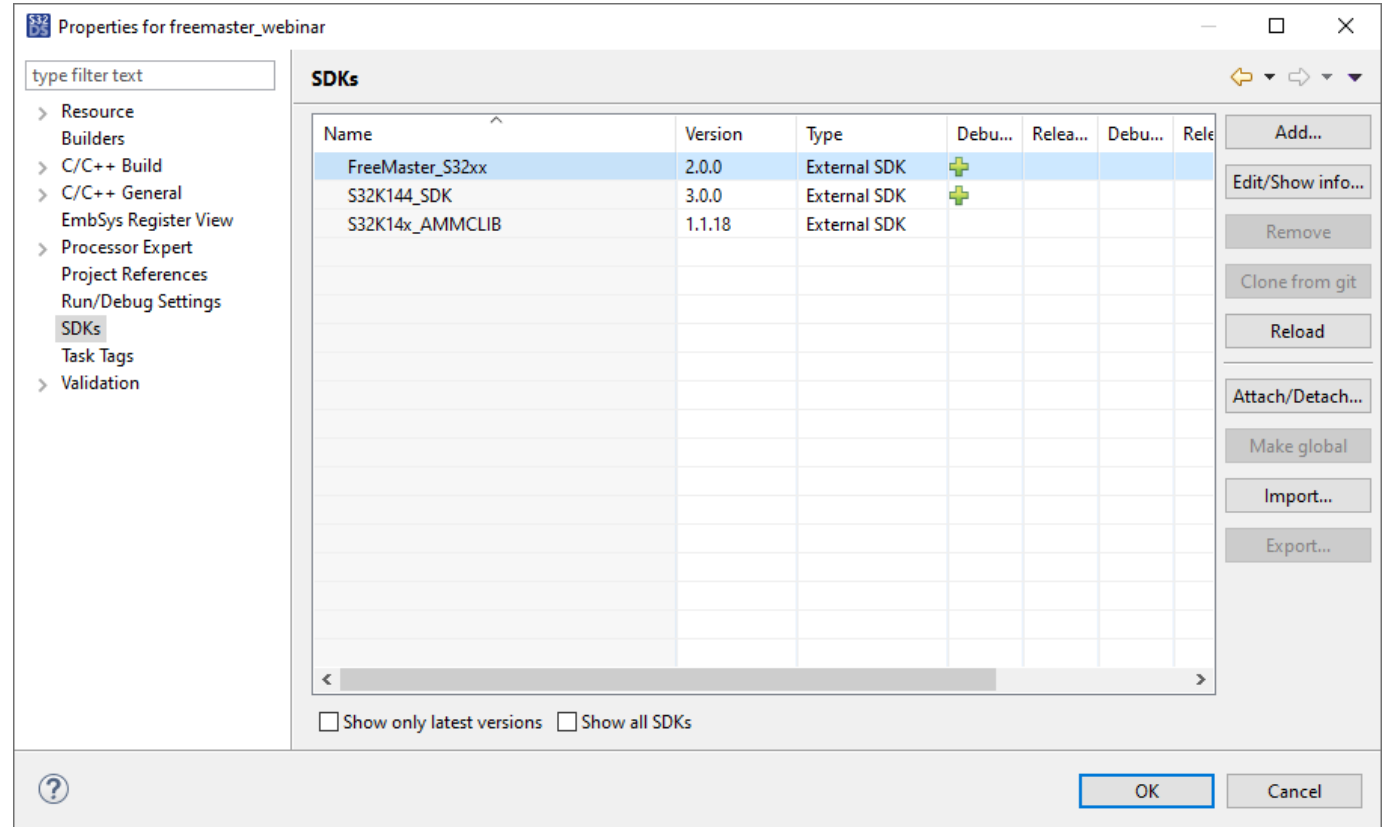 S32 DS Properties for freemaster_webinar
type filter text
Resource
Builders
C/C++ Build
C/C++ General
EmbSys Register View
Processor Expert
Project References
Run/Debug Settings
SDKs
Task Tags
Validation
SDKs
Name Version Type Debu... Relea... Debu... Rele
FreeMaster_S32xx 2.0.0 External SDK
S32K144_SDK 3.0.0 External SDK
S32K14x_AMMCLIB 1.1.18 External SDK
Add...
Edit/Show info...
Remove
Clone from git
Reload
Attach/Detach...
Make global
Import...
Export...
Show only latest versions Show all SDKs
? OK Cancel